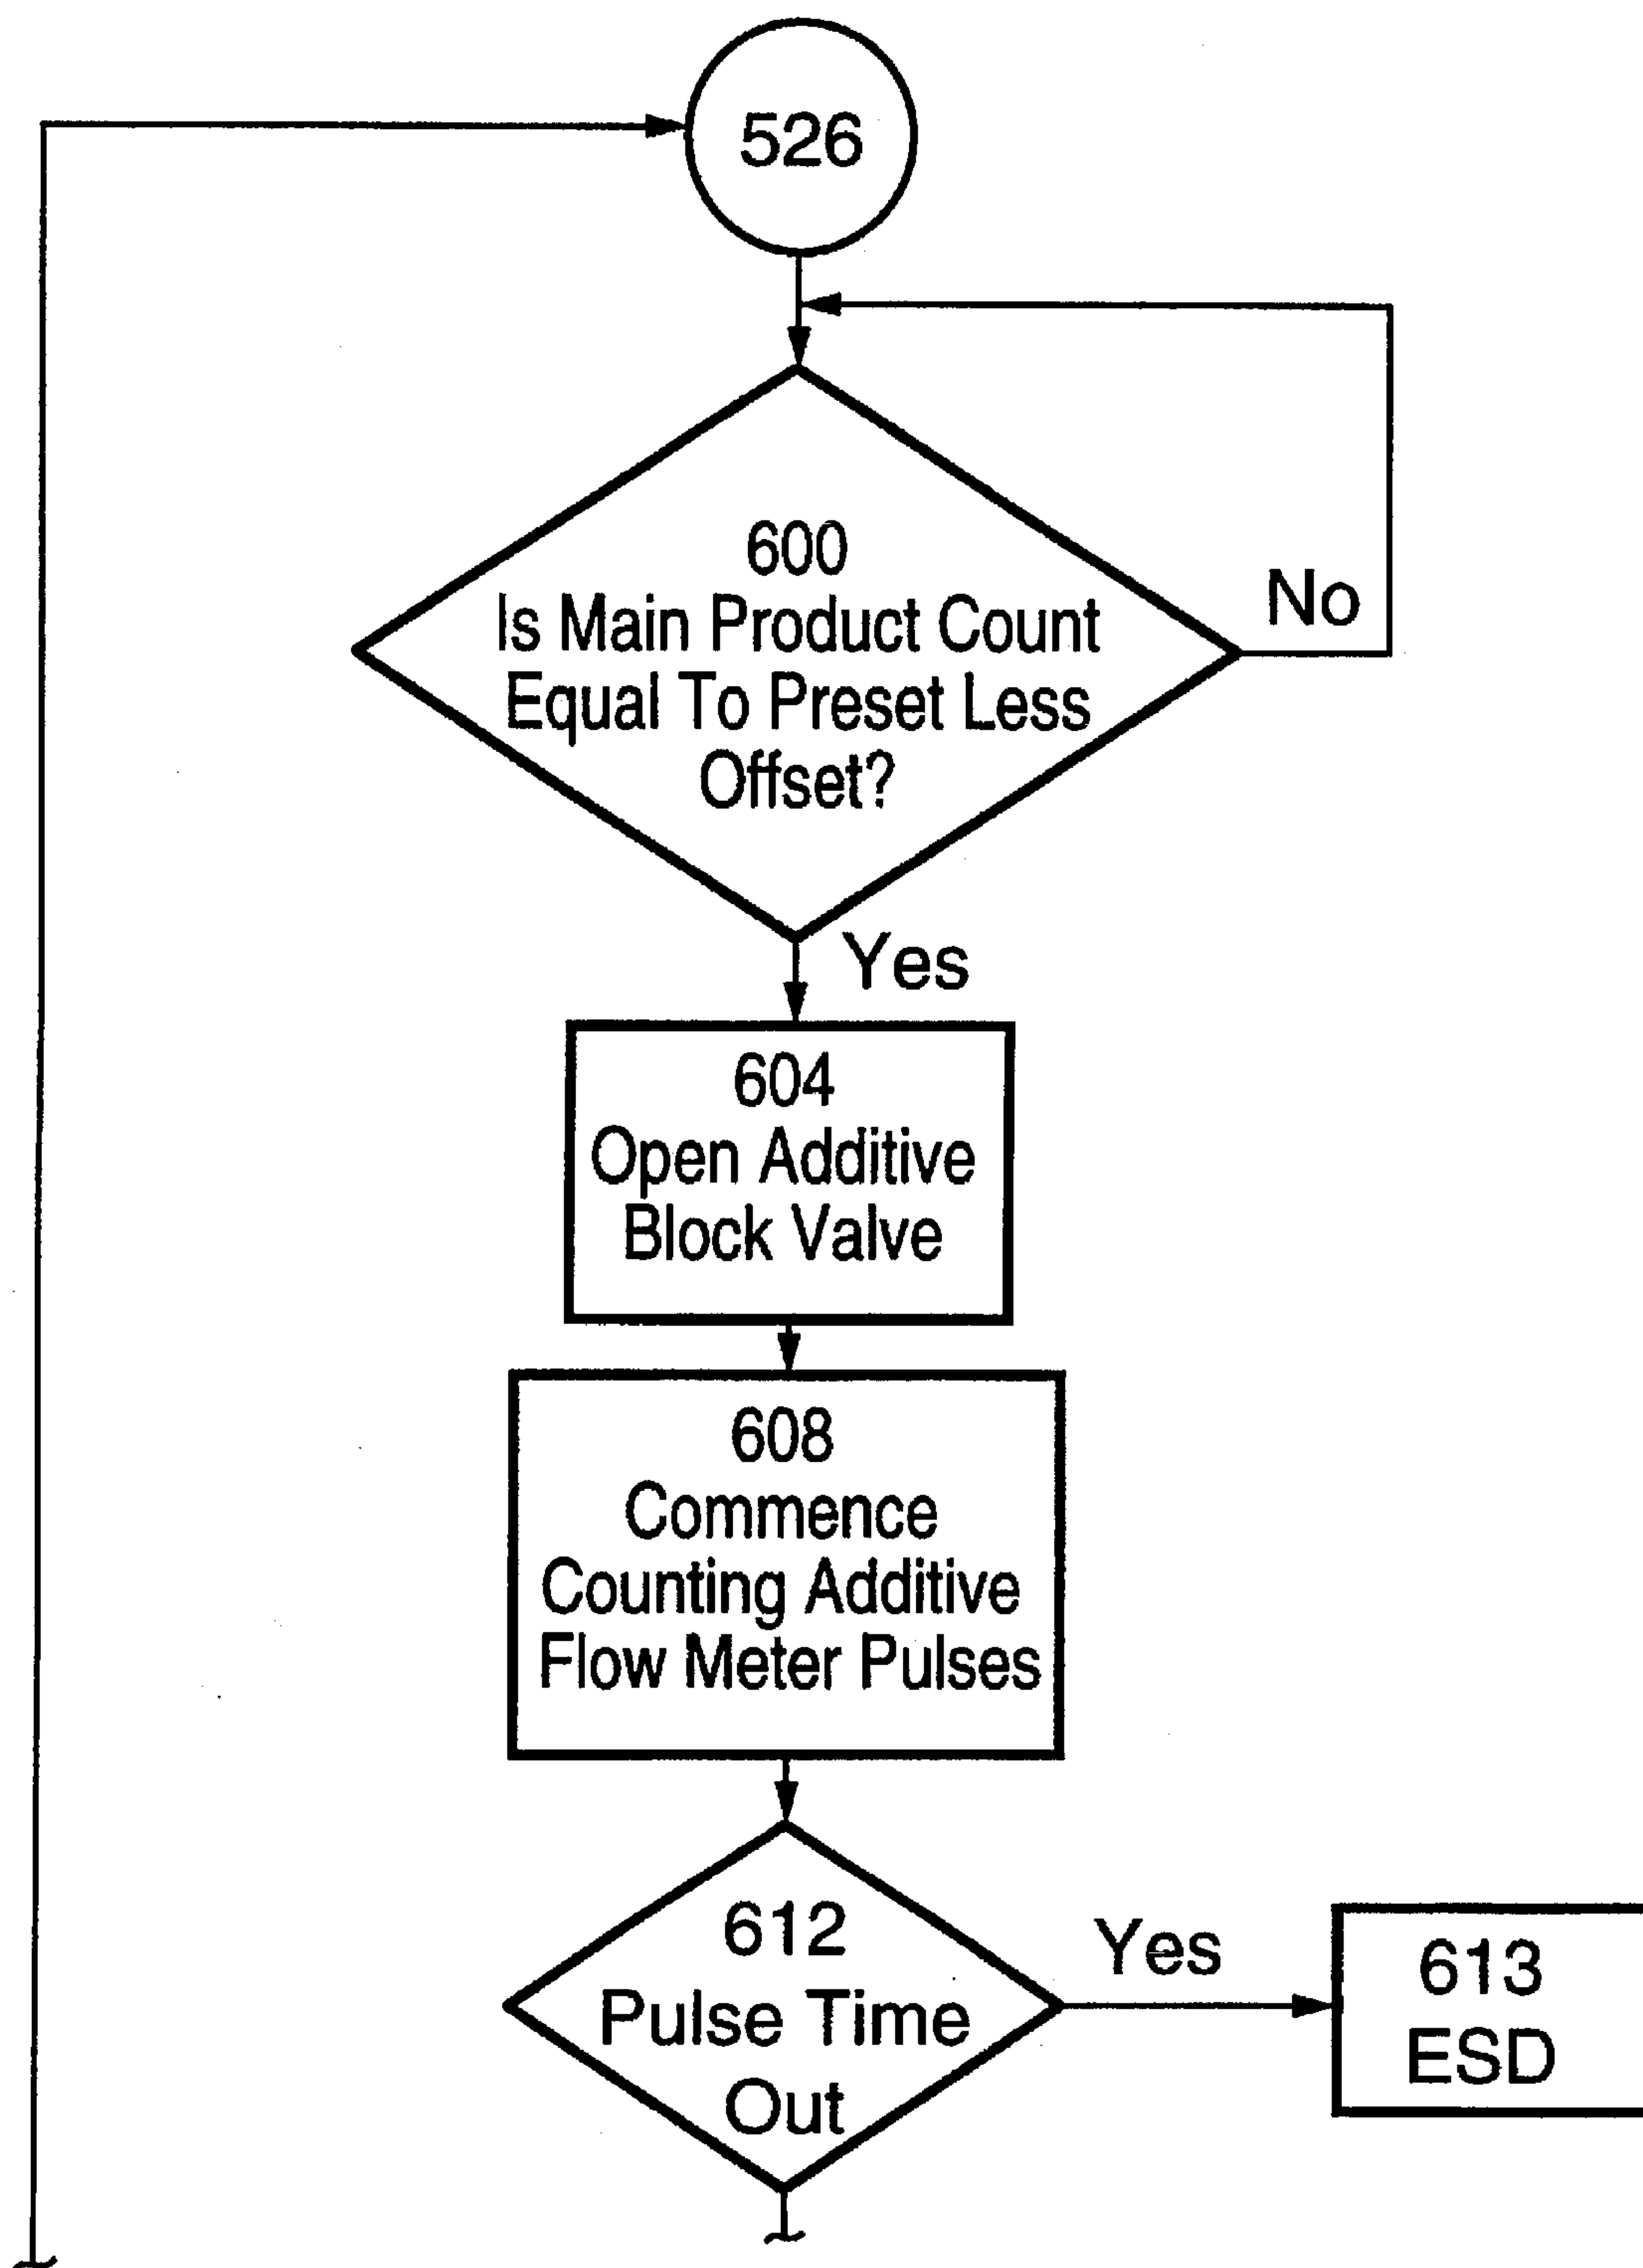 526
600
Is Main Product Count
Equal To Preset Less
Offset?
No
Yes
604
Open Additive
Block Valve
608
Commence
Counting Additive
Flow Meter Pulses
612
Pulse Time
Out
Yes
613
ESD